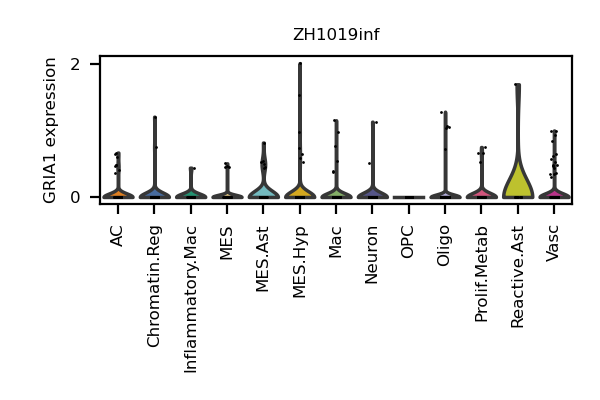 ZH1019inf
GRIA1 expression
2
0
AC
Chromatin.Reg
Inflammatory.Mac
MES
MES.Ast
MES.Hyp
Mac
Neuron
OPC
Oligo
Prolif.Metab
Reactive.Ast
Vasc